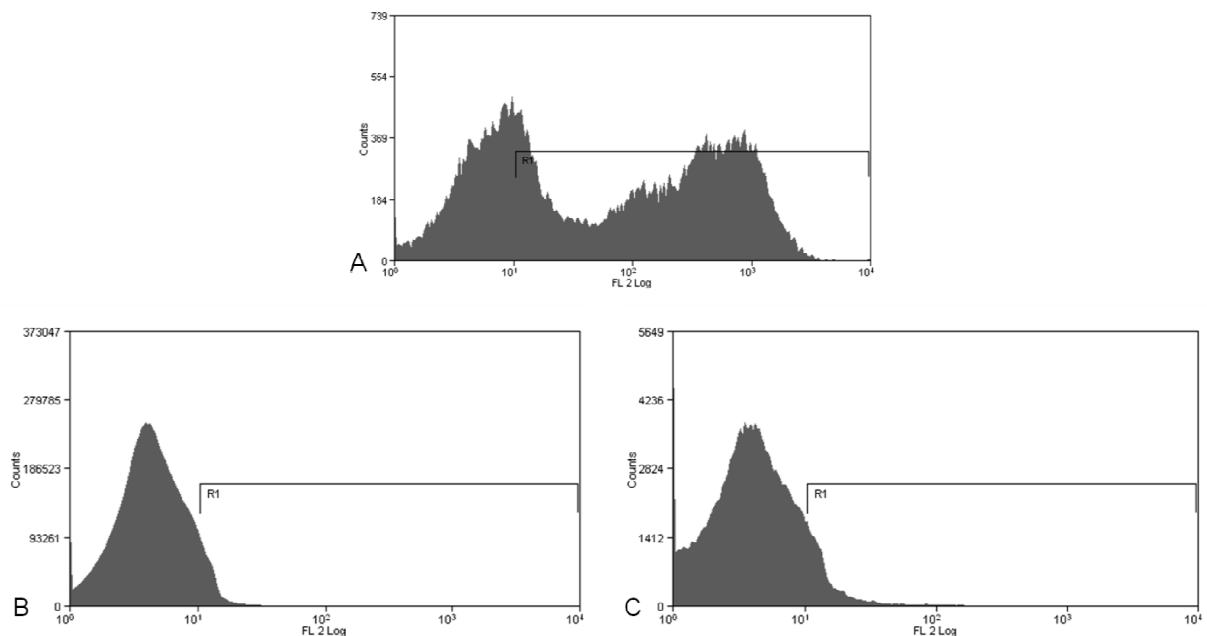 739
554
369
184
0
Counts
R1
A
10⁰ 10¹ 10² 10³ 10⁴
FL 2 Log
373047
279785
186523
93261
0
Counts
R1
B
10⁰ 10¹ 10² 10³ 10⁴
FL 2 Log
5649
4236
2824
1412
0
Counts
R1
C
10⁰ 10¹ 10² 10³ 10⁴
FL 2 Log